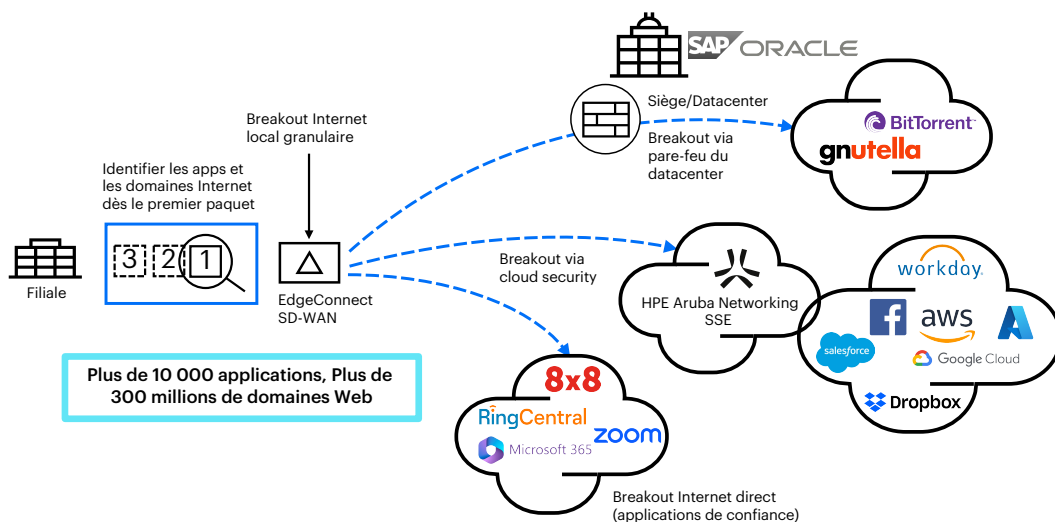 SAP ORACLE
Siège/Datacenter
Breakout via
pare-feu du
datacenter
BitTorrent
gnutella
Breakout Internet
local granulaire
Identifier les apps et
les domaines Internet
dès le premier paquet
3 2 1
Filiale
EdgeConnect
SD-WAN
Breakout via
cloud security
HPE Aruba Networking
SSE
workday
aws
salesforce
Google Cloud
Dropbox
Plus de 10 000 applications, Plus de
300 millions de domaines Web
8x8
RingCentral
zoom
Microsoft 365
Breakout Internet direct
(applications de confiance)